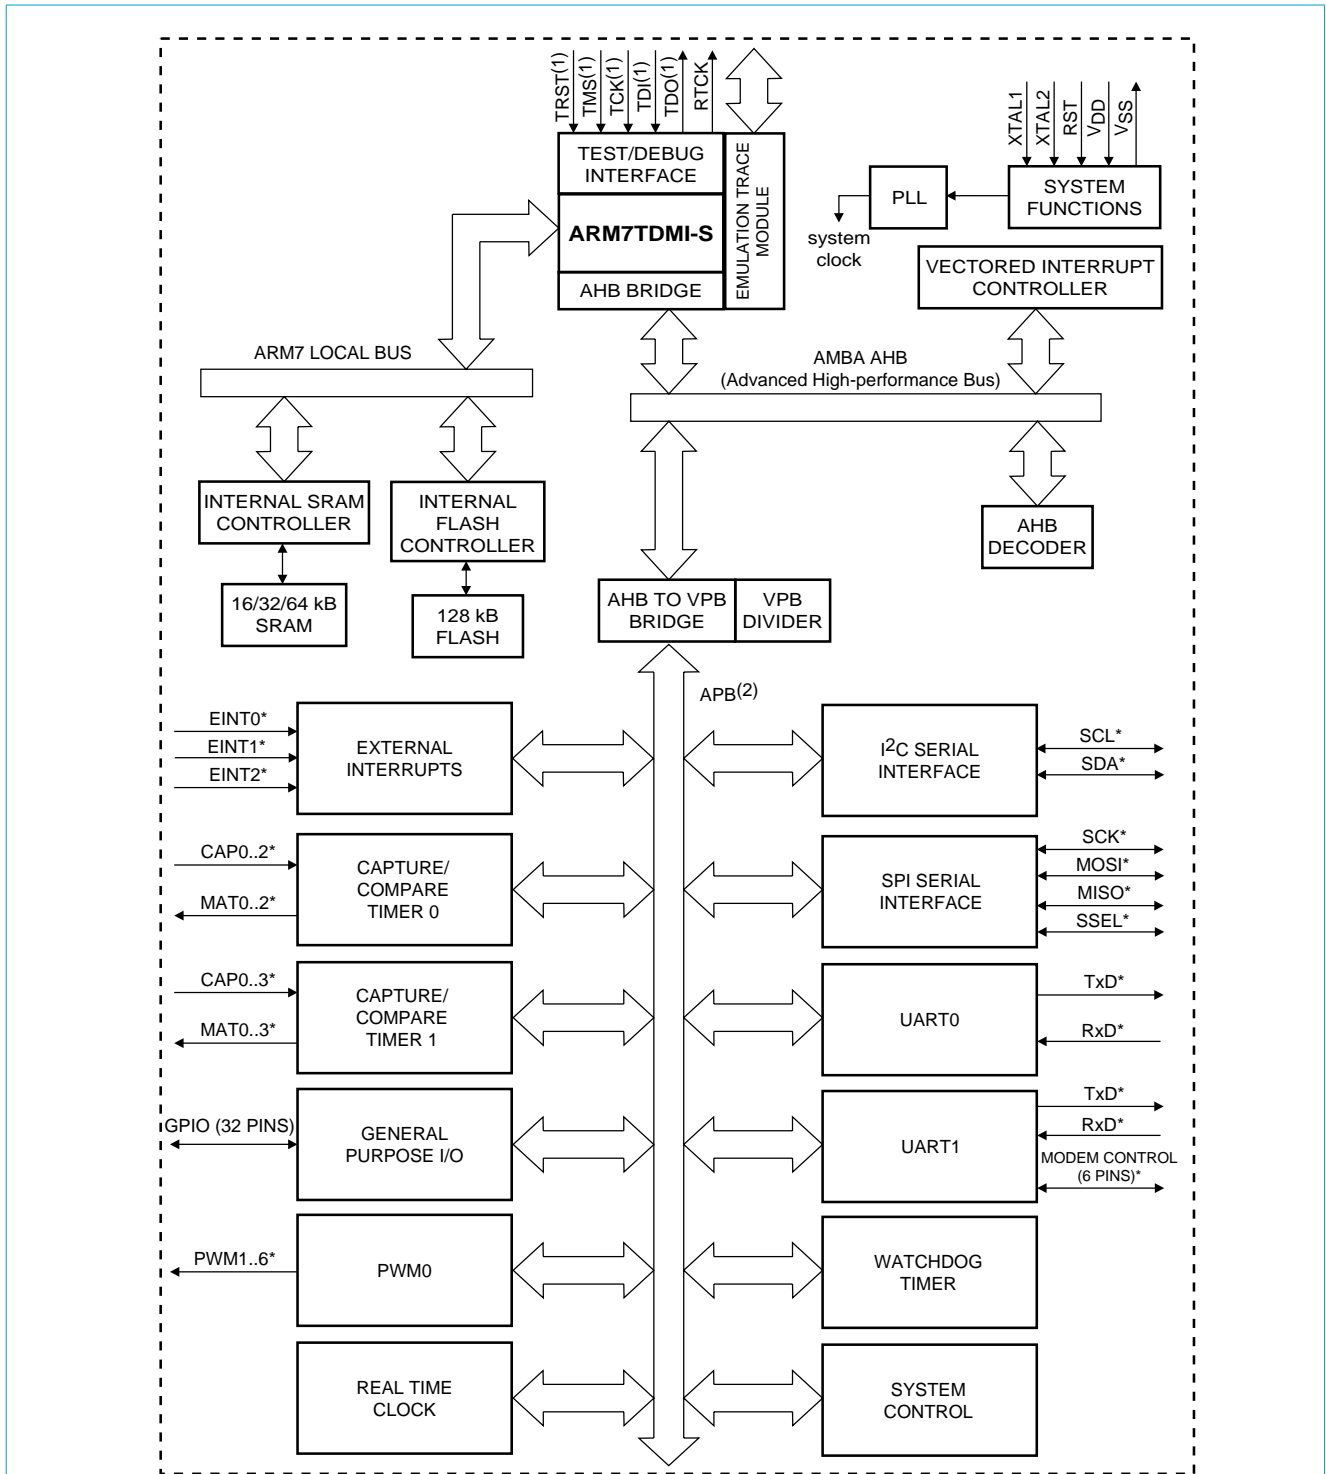 TRST(1)
TMS(1)
TCK(1)
TDI(1)
TDO(1)
RTCK
XTAL1
XTAL2
RST
VDD
VSS
TEST/DEBUG
INTERFACE
EMULATION TRACE
MODULE
PLL
SYSTEM
FUNCTIONS
ARM7TDMI-S
system
clock
AHB BRIDGE
VECTORED INTERRUPT
CONTROLLER
ARM7 LOCAL BUS
AMBA AHB
(Advanced High-performance Bus)
INTERNAL SRAM
CONTROLLER
INTERNAL
FLASH
CONTROLLER
AHB
DECODER
16/32/64 kB
SRAM
128 kB
FLASH
AHB TO VPB
BRIDGE
VPB
DIVIDER
APB(2)
EINT0*
EINT1*
EINT2*
EXTERNAL
INTERRUPTS
I2C SERIAL
INTERFACE
SCL*
SDA*
CAP0..2*
MAT0..2*
CAPTURE/
COMPARE
TIMER 0
SPI SERIAL
INTERFACE
SCK*
MOSI*
MISO*
SSEL*
CAP0..3*
MAT0..3*
CAPTURE/
COMPARE
TIMER 1
UART0
TxD*
RxD*
GPIO (32 PINS)
GENERAL
PURPOSE I/O
UART1
TxD*
RxD*
MODEM CONTROL
(6 PINS)*
PWM1..6*
PWM0
WATCHDOG
TIMER
REAL TIME
CLOCK
SYSTEM
CONTROL